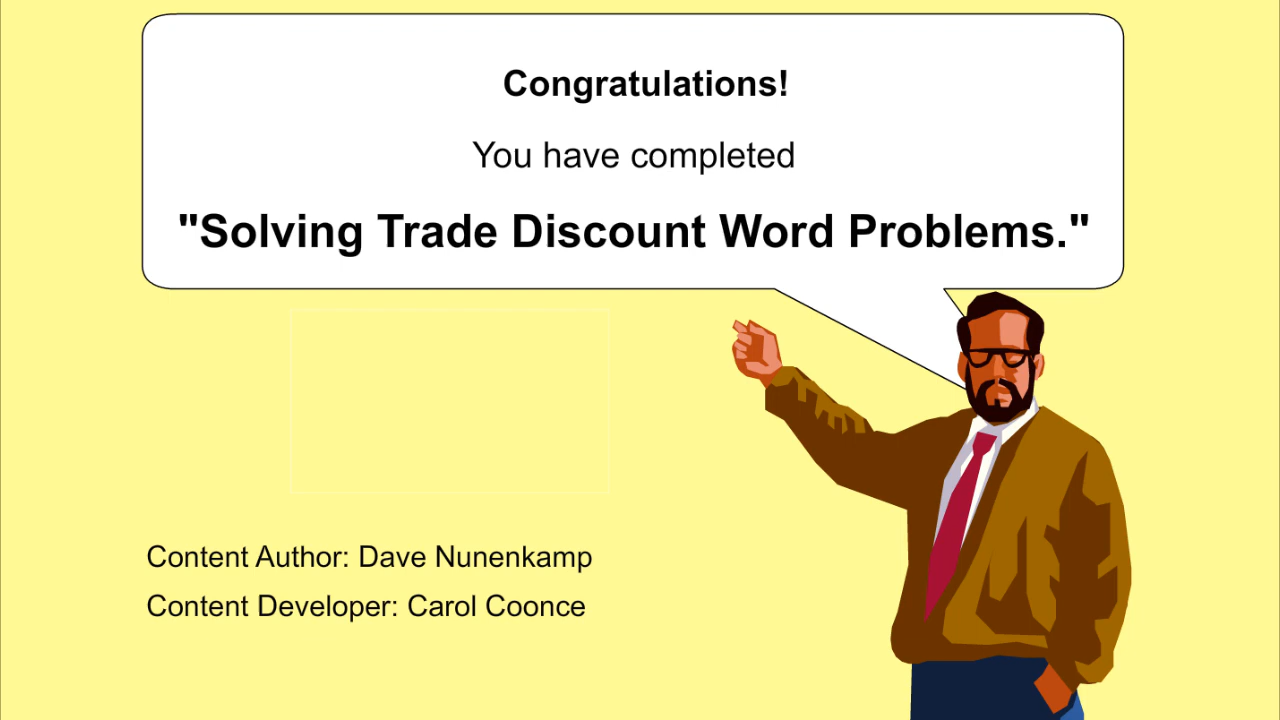 Congratulations!
You have completed
"Solving Trade Discount Word Problems."
Content Author: Dave Nunenkamp
Content Developer: Carol Coonce